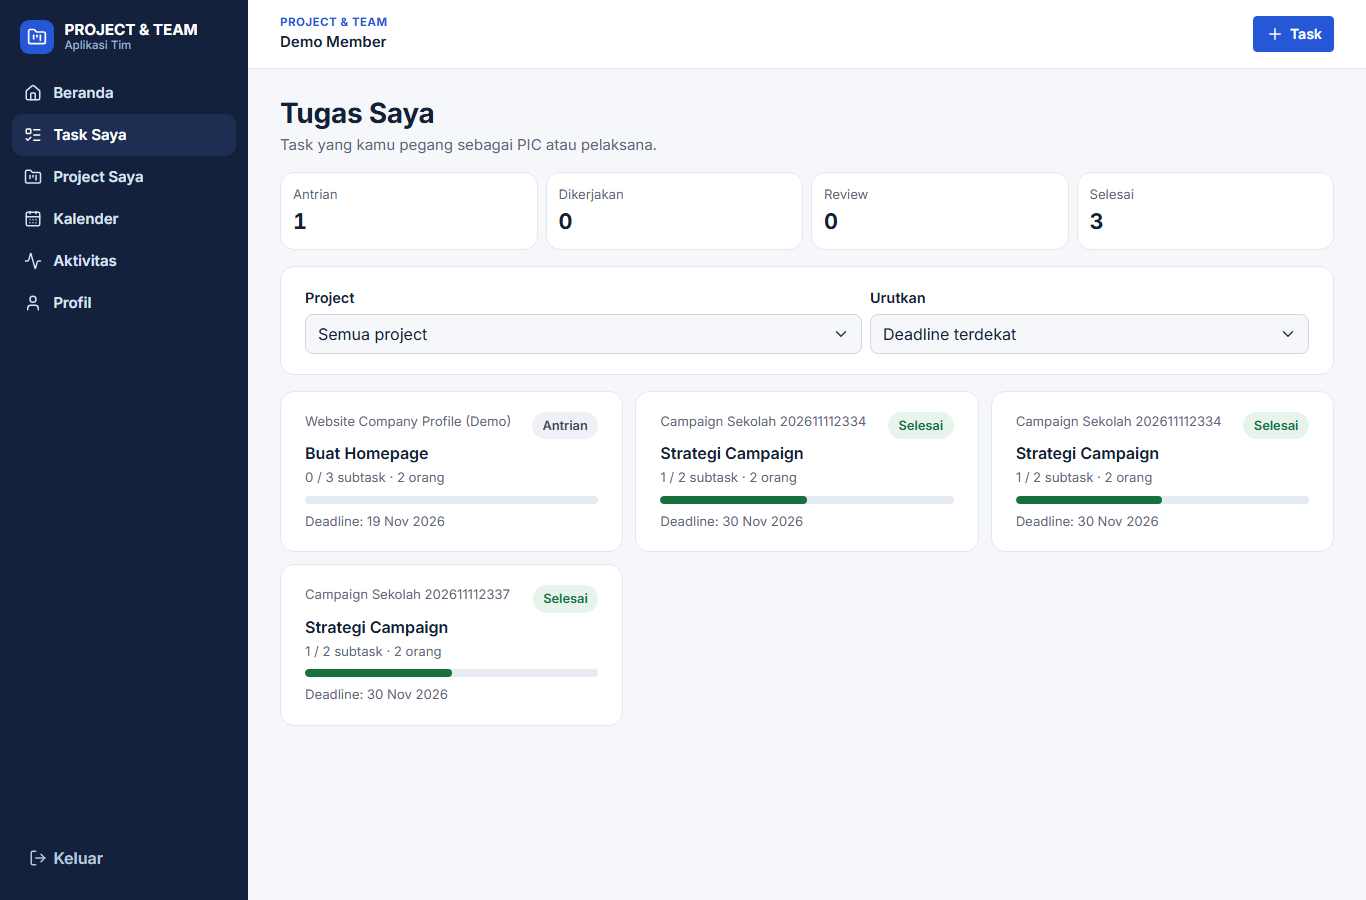 PROJECT & TEAM
Aplikasi Tim
Beranda
Task Saya
Project Saya
Kalender
Aktivitas
Profil
Keluar
PROJECT & TEAM
Demo Member
+ Task
Tugas Saya
Task yang kamu pegang sebagai PIC atau pelaksana.
Antrian
1
Dikerjakan
0
Review
0
Selesai
3
Project
Semua project
Urutkan
Deadline terdekat
Website Company Profile (Demo)
Antrian
Buat Homepage
0 / 3 subtask · 2 orang
Deadline: 19 Nov 2026
Campaign Sekolah 202611112334
Selesai
Strategi Campaign
1 / 2 subtask · 2 orang
Deadline: 30 Nov 2026
Campaign Sekolah 202611112334
Selesai
Strategi Campaign
1 / 2 subtask · 2 orang
Deadline: 30 Nov 2026
Campaign Sekolah 202611112337
Selesai
Strategi Campaign
1 / 2 subtask · 2 orang
Deadline: 30 Nov 2026